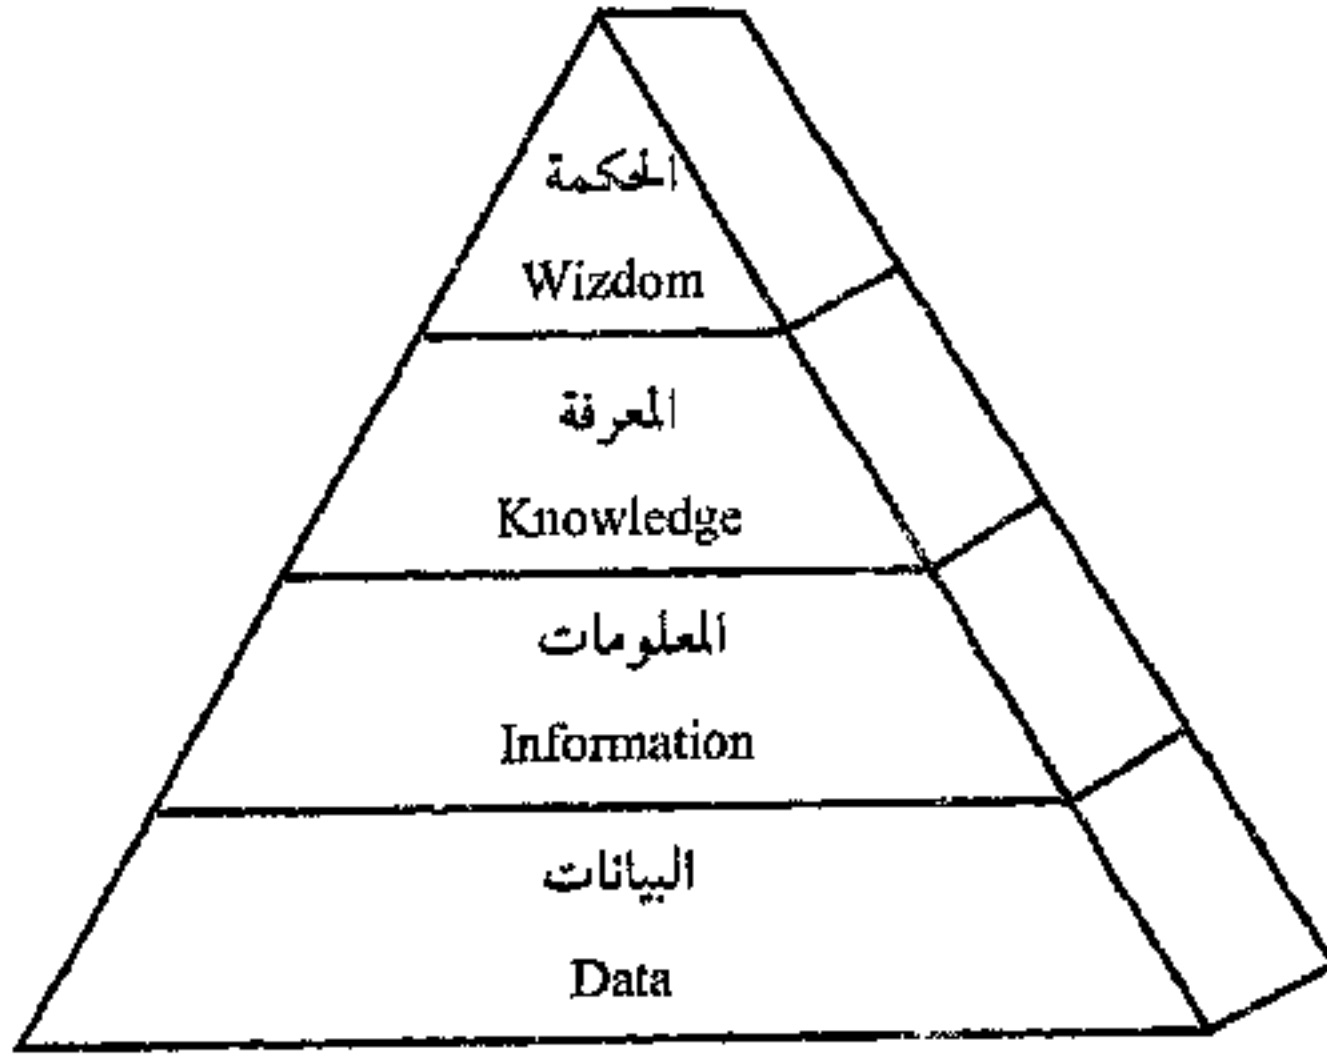 الحكمة
Wizdom
المعرفة
Knowledge
المعلومات
Information
البيانات
Data